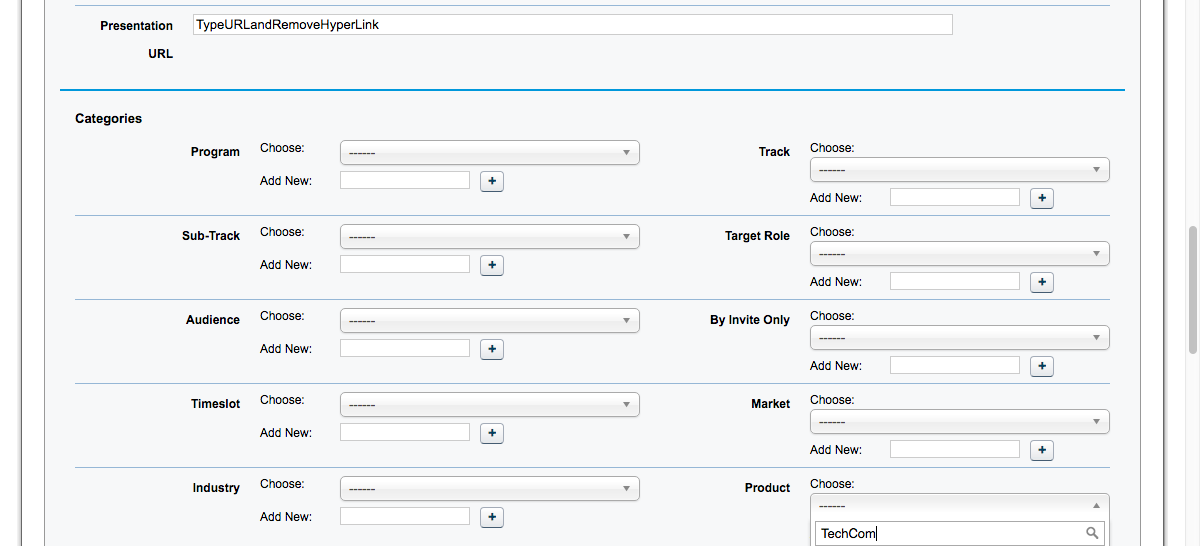 Presentation TypeURLandRemoveHyperLink
URL
Categories
Program Choose: ------ Track Choose:
------
Add New: + Add New: +
Sub-Track Choose: ------ Target Role Choose:
------
Add New: + Add New: +
Audience Choose: ------ By Invite Only Choose:
------
Add New: + Add New: +
Timeslot Choose: ------ Market Choose:
------
Add New: + Add New: +
Industry Choose: ------ Product Choose:
------
Add New: + TechCom